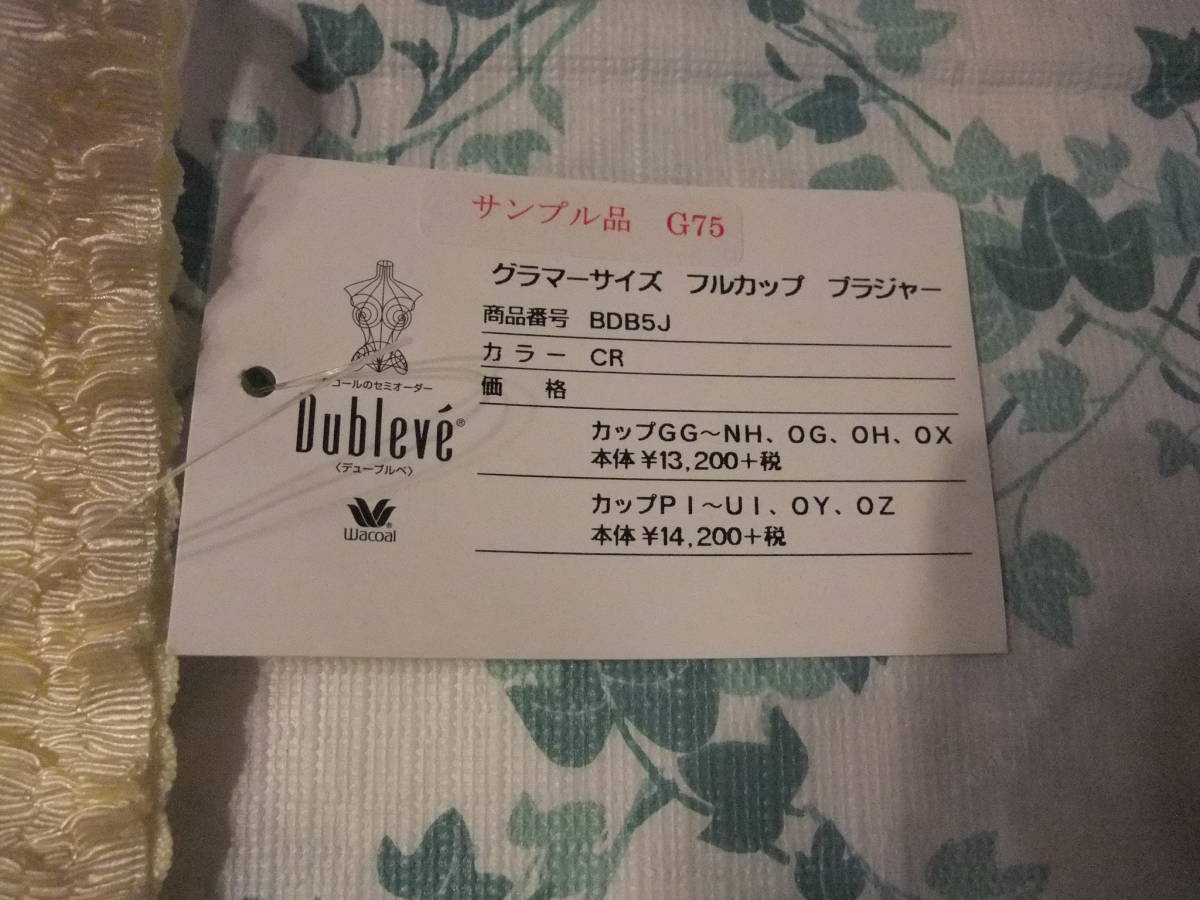 サンプル品 G75
グラマーサイズ フルカップ ブラジャー
商品番号 BDB5J
カラー CR
価格
カップGG～NH、OG、OH、OX
本体￥13,200＋税
カップPI～UI、OY、OZ
本体￥14,200＋税
コールのセミオーダー
Dublevé®
〈デューブルベ〉
Wacoal®